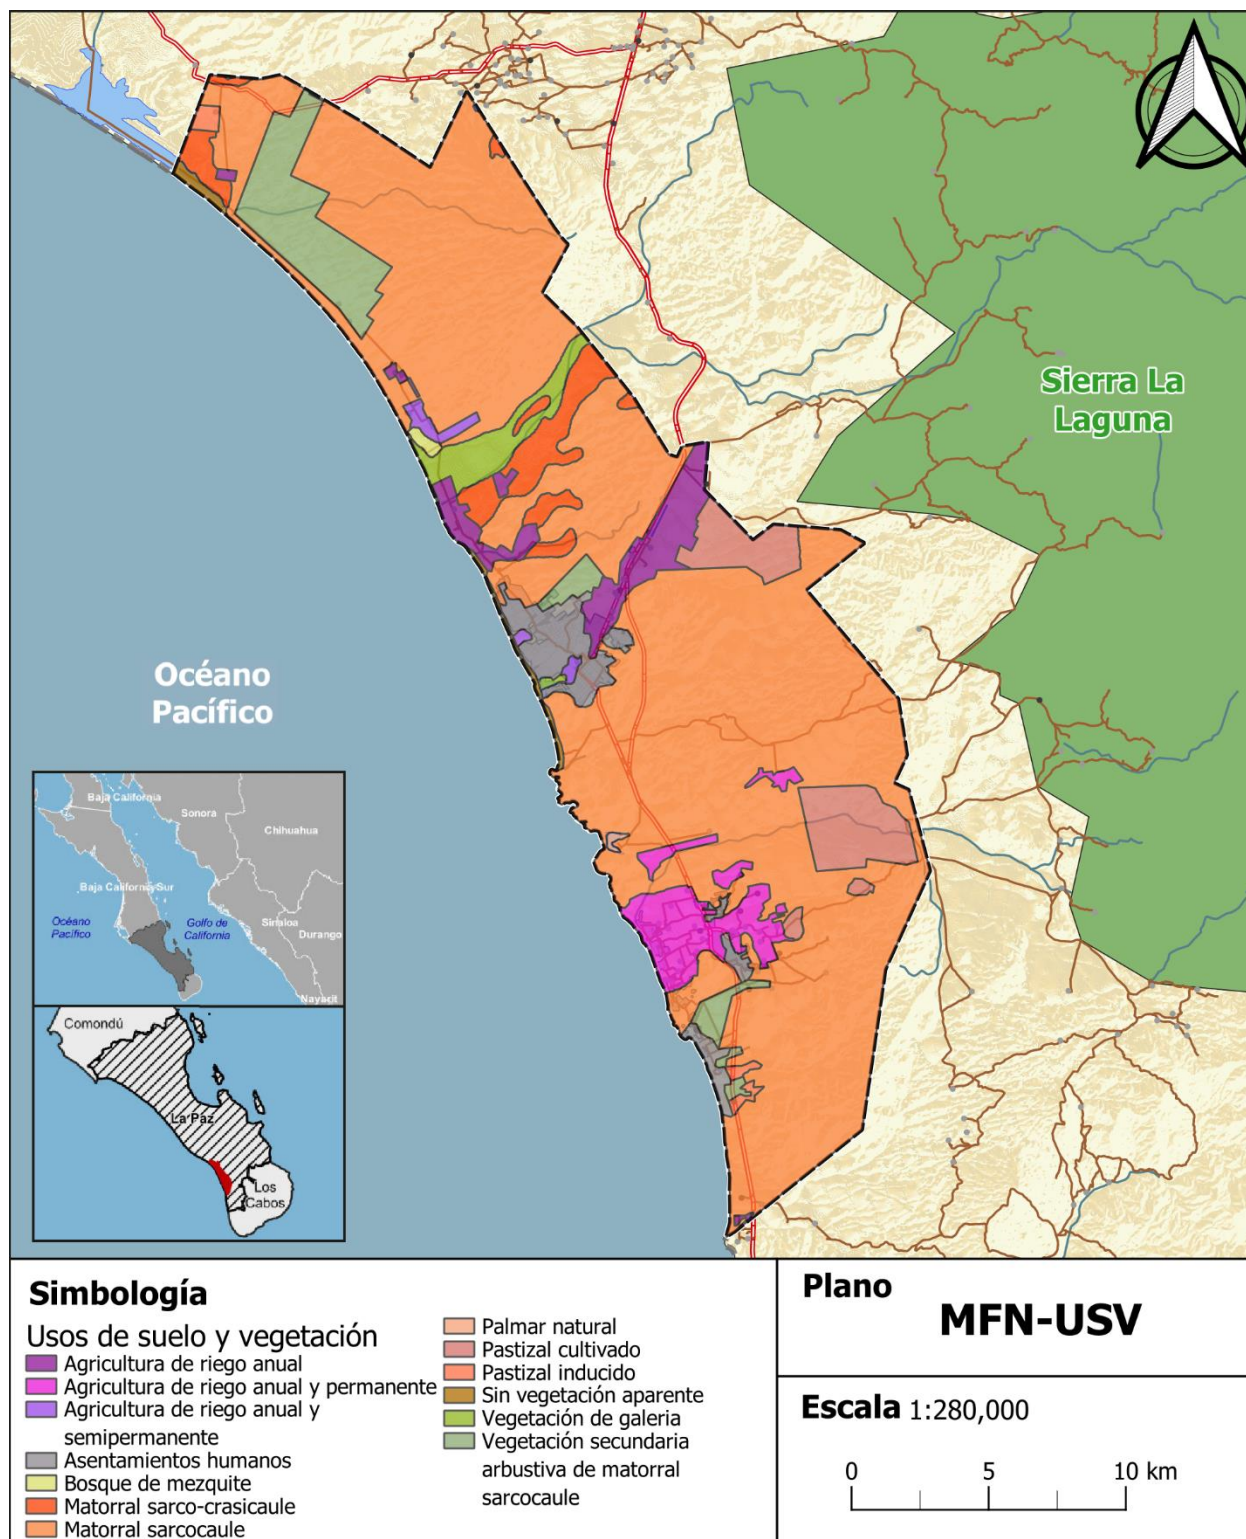 Sierra La
Laguna
Océano
Pacífico
Baja California
Sonora
Chihuahua
Baja California Sur
Océano
Pacífico
Golfo de
California
Sinaloa
Durango
Nayarit
Comondú
La Paz
Los
Cabos
Simbología
Usos de suelo y vegetación
Agricultura de riego anual
Agricultura de riego anual y permanente
Agricultura de riego anual y
semipermanente
Asentamientos humanos
Bosque de mezquite
Matorral sarco-crasicaule
Matorral sarcocaule
Palmar natural
Pastizal cultivado
Pastizal inducido
Sin vegetación aparente
Vegetación de galeria
Vegetación secundaria
arbustiva de matorral
sarcocaule
Plano
MFN-USV
Escala 1:280,000
0 5 10 km